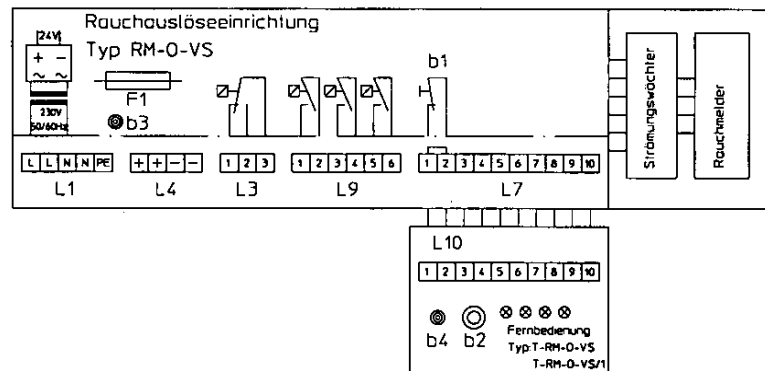 Rauchauslöseeinrichtung
Typ RM-O-VS
24V
+ -
~ ~
230V
50/60Hz
F1
b3
b1
L L N N PE
L1
+ + - -
L4
1 2 3
L3
1 2 3 4 5 6
L9
1 2 3 4 5 6 7 8 9 10
L7
Strömungswächter
Rauchmelder
L10
1 2 3 4 5 6 7 8 9 10
b4
b2
Fernbedienung
Typ:T-RM-O-VS
T-RM-O-VS/1